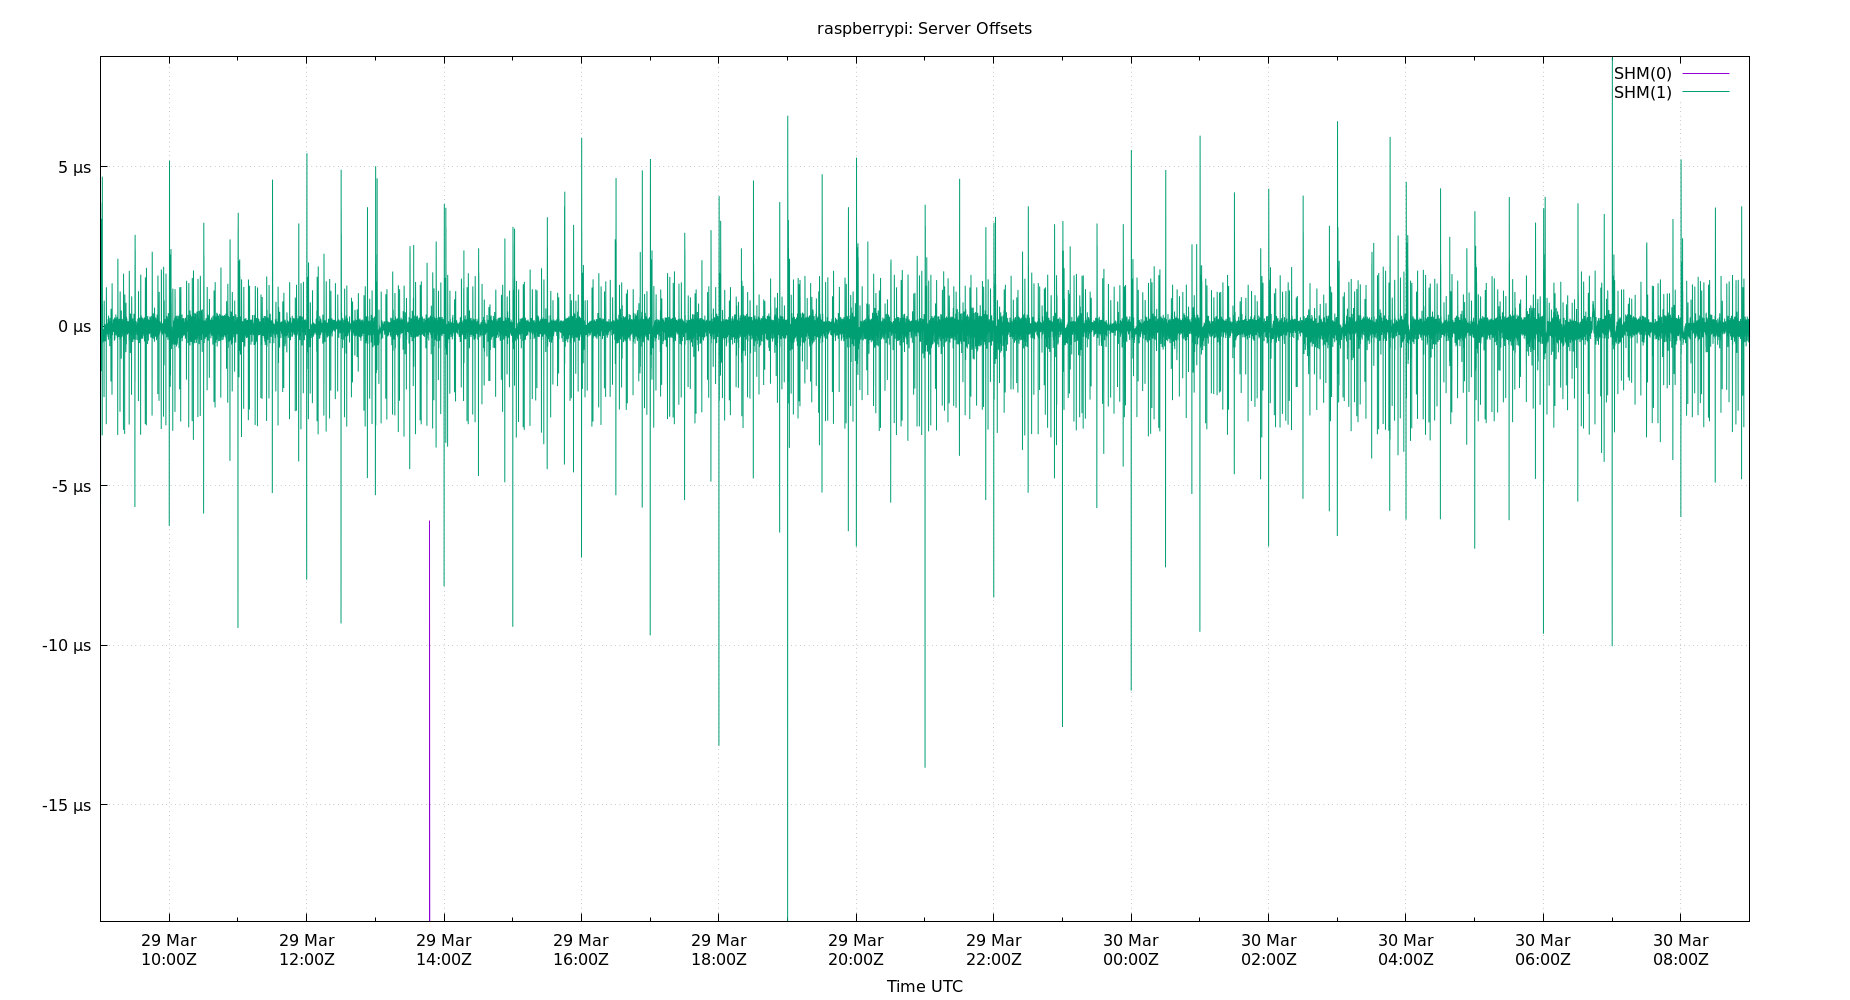 raspberrypi: Server Offsets
SHM(0)
SHM(1)
5 µs
0 µs
-5 µs
-10 µs
-15 µs
29 Mar 29 Mar 29 Mar 29 Mar 29 Mar 29 Mar 29 Mar 30 Mar 30 Mar 30 Mar 30 Mar 30 Mar
10:00Z 12:00Z 14:00Z 16:00Z 18:00Z 20:00Z 22:00Z 00:00Z 02:00Z 04:00Z 06:00Z 08:00Z
Time UTC